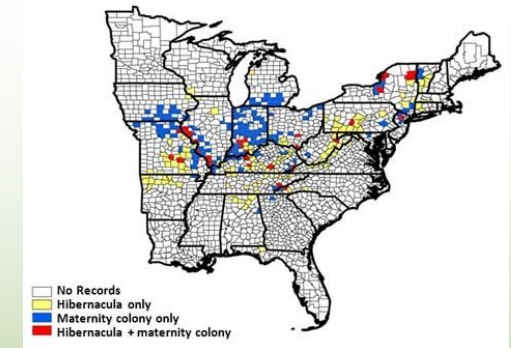 No Records
Hibernacula only
Maternity colony only
Hibernacula + maternity colony